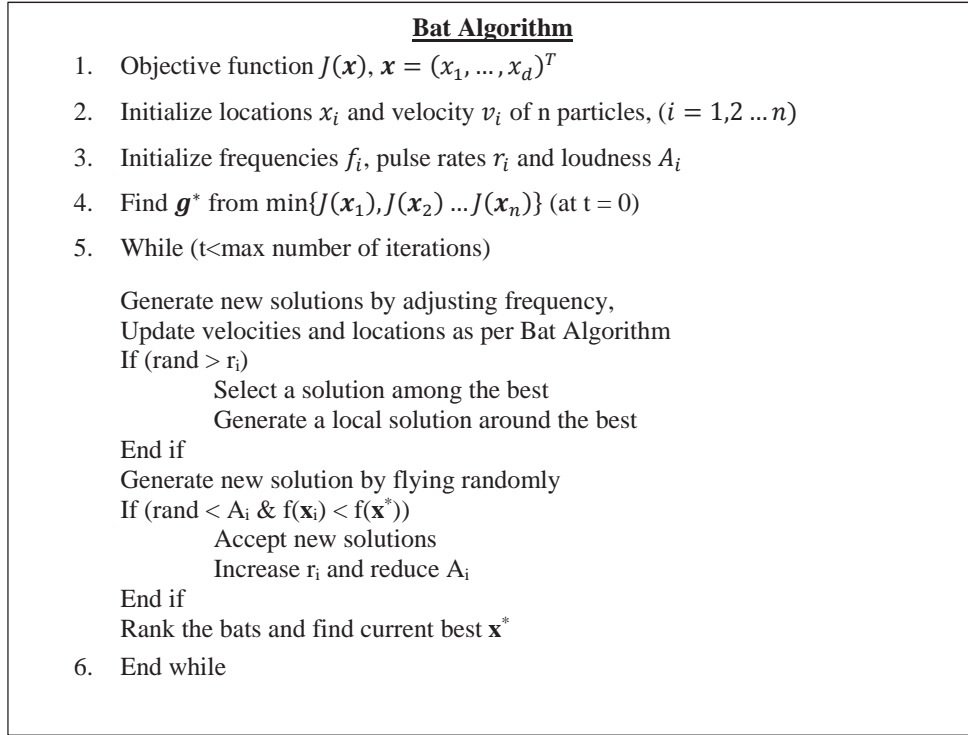 Bat Algorithm
1. Objective function J(x), x = (x₁, … , x_d)ᵀ
2. Initialize locations xᵢ and velocity vᵢ of n particles, (i = 1,2 … n)
3. Initialize frequencies fᵢ, pulse rates rᵢ and loudness Aᵢ
4. Find g* from min{J(x₁), J(x₂) … J(xₙ)} (at t = 0)
5. While (t<max number of iterations)
Generate new solutions by adjusting frequency,
Update velocities and locations as per Bat Algorithm
If (rand > rᵢ)
Select a solution among the best
Generate a local solution around the best
End if
Generate new solution by flying randomly
If (rand < Aᵢ & f(xᵢ) < f(x*))
Accept new solutions
Increase rᵢ and reduce Aᵢ
End if
Rank the bats and find current best x*
6. End while